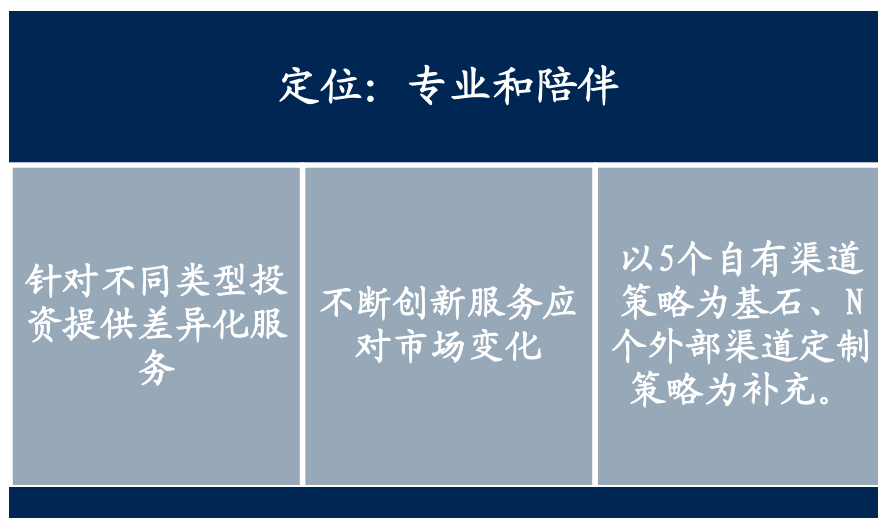 定位：专业和陪伴
针对不同类型投
资提供差异化服
务
不断创新服务应
对市场变化
以5个自有渠道
策略为基石、N
个外部渠道定制
策略为补充。